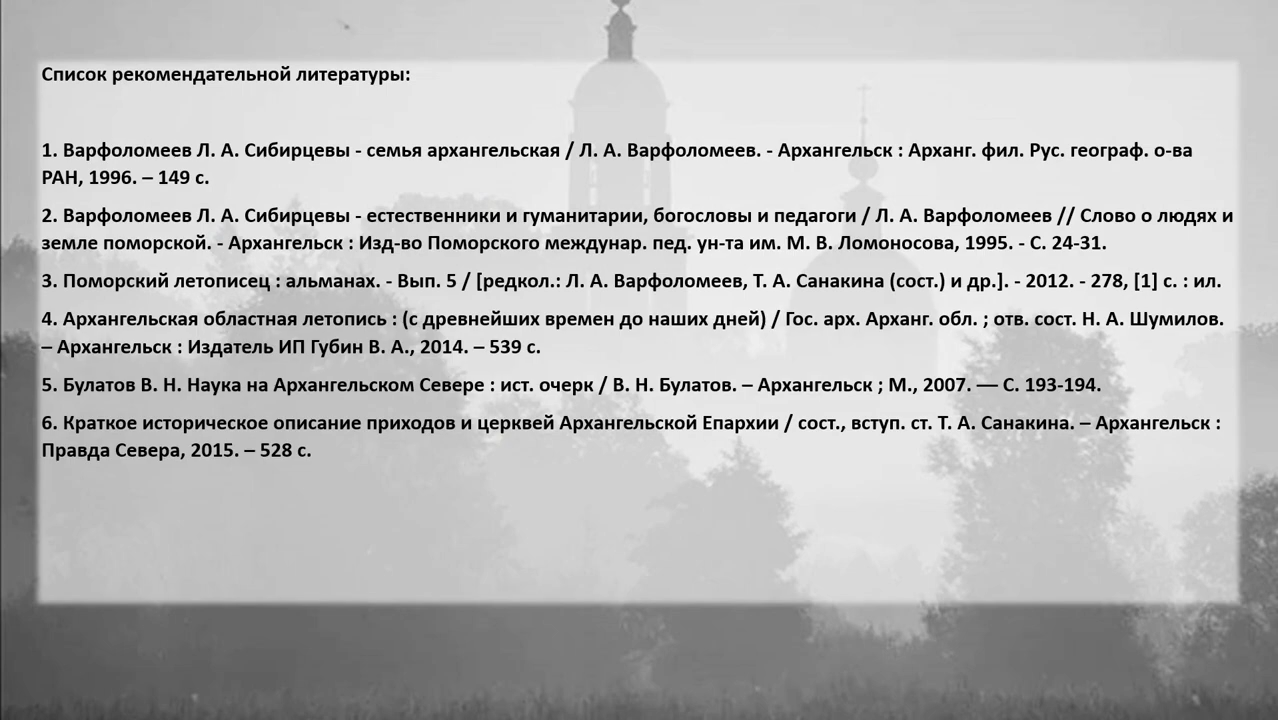 Список рекомендательной литературы:
1. Варфоломеев Л. А. Сибирцевы - семья архангельская / Л. А. Варфоломеев. - Архангельск : Арханг. фил. Рус. географ. о-ва
РАН, 1996. – 149 с.
2. Варфоломеев Л. А. Сибирцевы - естественники и гуманитарии, богословы и педагоги / Л. А. Варфоломеев // Слово о людях и
земле поморской. - Архангельск : Изд-во Поморского междунар. пед. ун-та им. М. В. Ломоносова, 1995. - С. 24-31.
3. Поморский летописец : альманах. - Вып. 5 / [редкол.: Л. А. Варфоломеев, Т. А. Санакина (сост.) и др.]. - 2012. - 278, [1] с. : ил.
4. Архангельская областная летопись : (с древнейших времен до наших дней) / Гос. арх. Арханг. обл. ; отв. сост. Н. А. Шумилов.
– Архангельск : Издатель ИП Губин В. А., 2014. – 539 с.
5. Булатов В. Н. Наука на Архангельском Севере : ист. очерк / В. Н. Булатов. – Архангельск ; М., 2007. — С. 193-194.
6. Краткое историческое описание приходов и церквей Архангельской Епархии / сост., вступ. ст. Т. А. Санакина. – Архангельск :
Правда Севера, 2015. – 528 с.